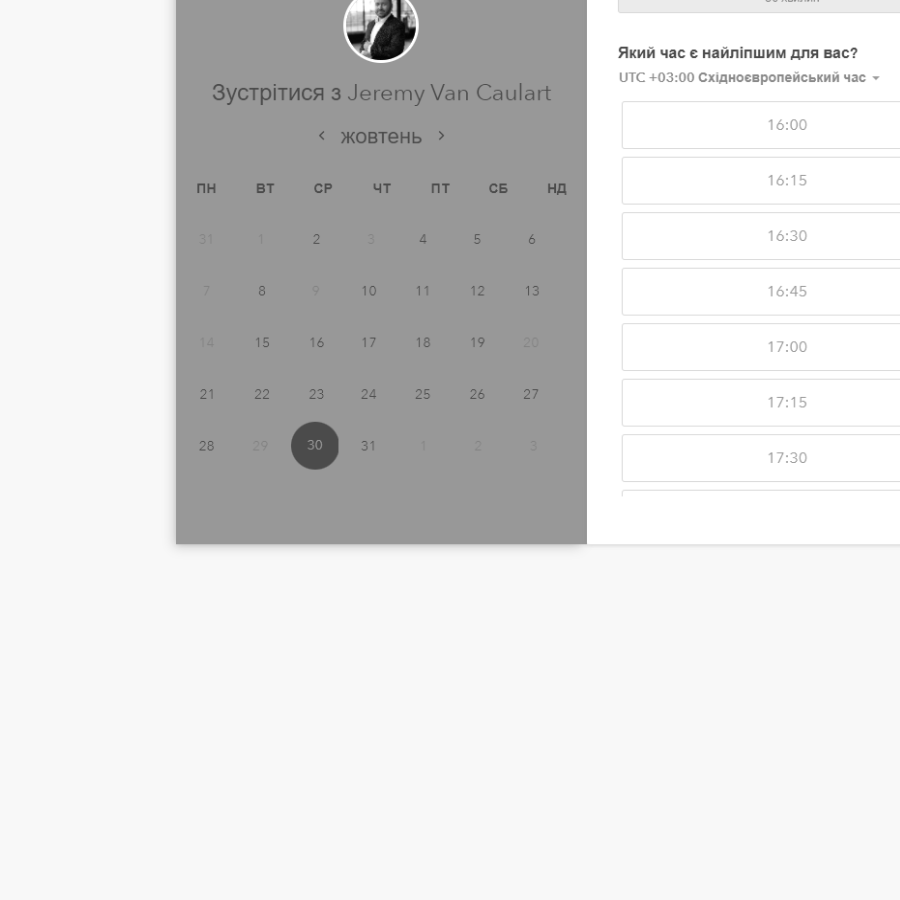 Зустрітися з Jeremy Van Caulart
‹ жовтень ›
ПН ВТ СР ЧТ ПТ СБ НД
31 1 2 3 4 5 6
7 8 9 10 11 12 13
14 15 16 17 18 19 20
21 22 23 24 25 26 27
28 29 30 31 1 2 3
Який час є найліпшим для вас?
UTC +03:00 Східноєвропейський час
16:00
16:15
16:30
16:45
17:00
17:15
17:30